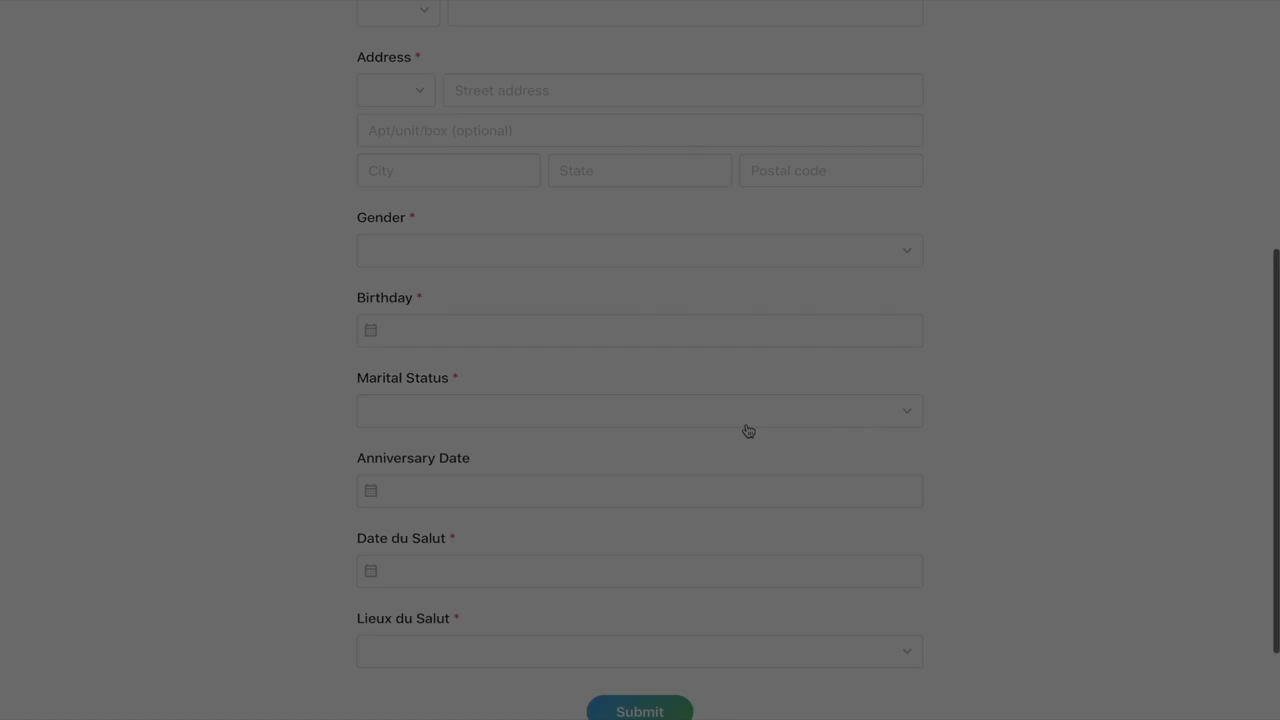 Address *
Street address
Apt/unit/box (optional)
City State Postal code
Gender *
Birthday *
Marital Status *
Anniversary Date
Date du Salut *
Lieux du Salut *
Submit